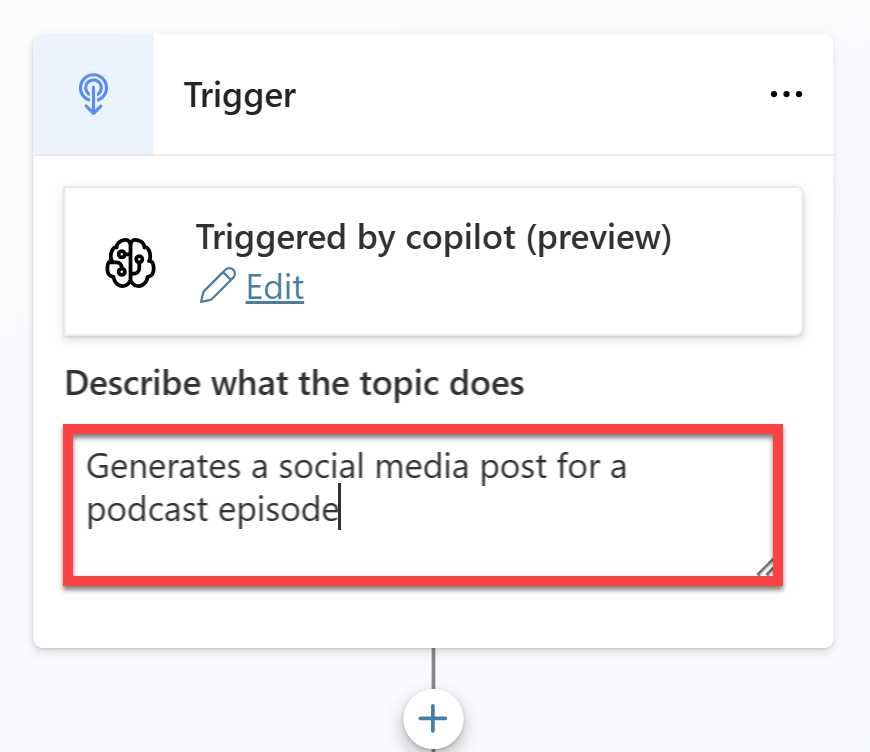 Trigger
Triggered by copilot (preview)
Edit
Describe what the topic does
Generates a social media post for a
podcast episode